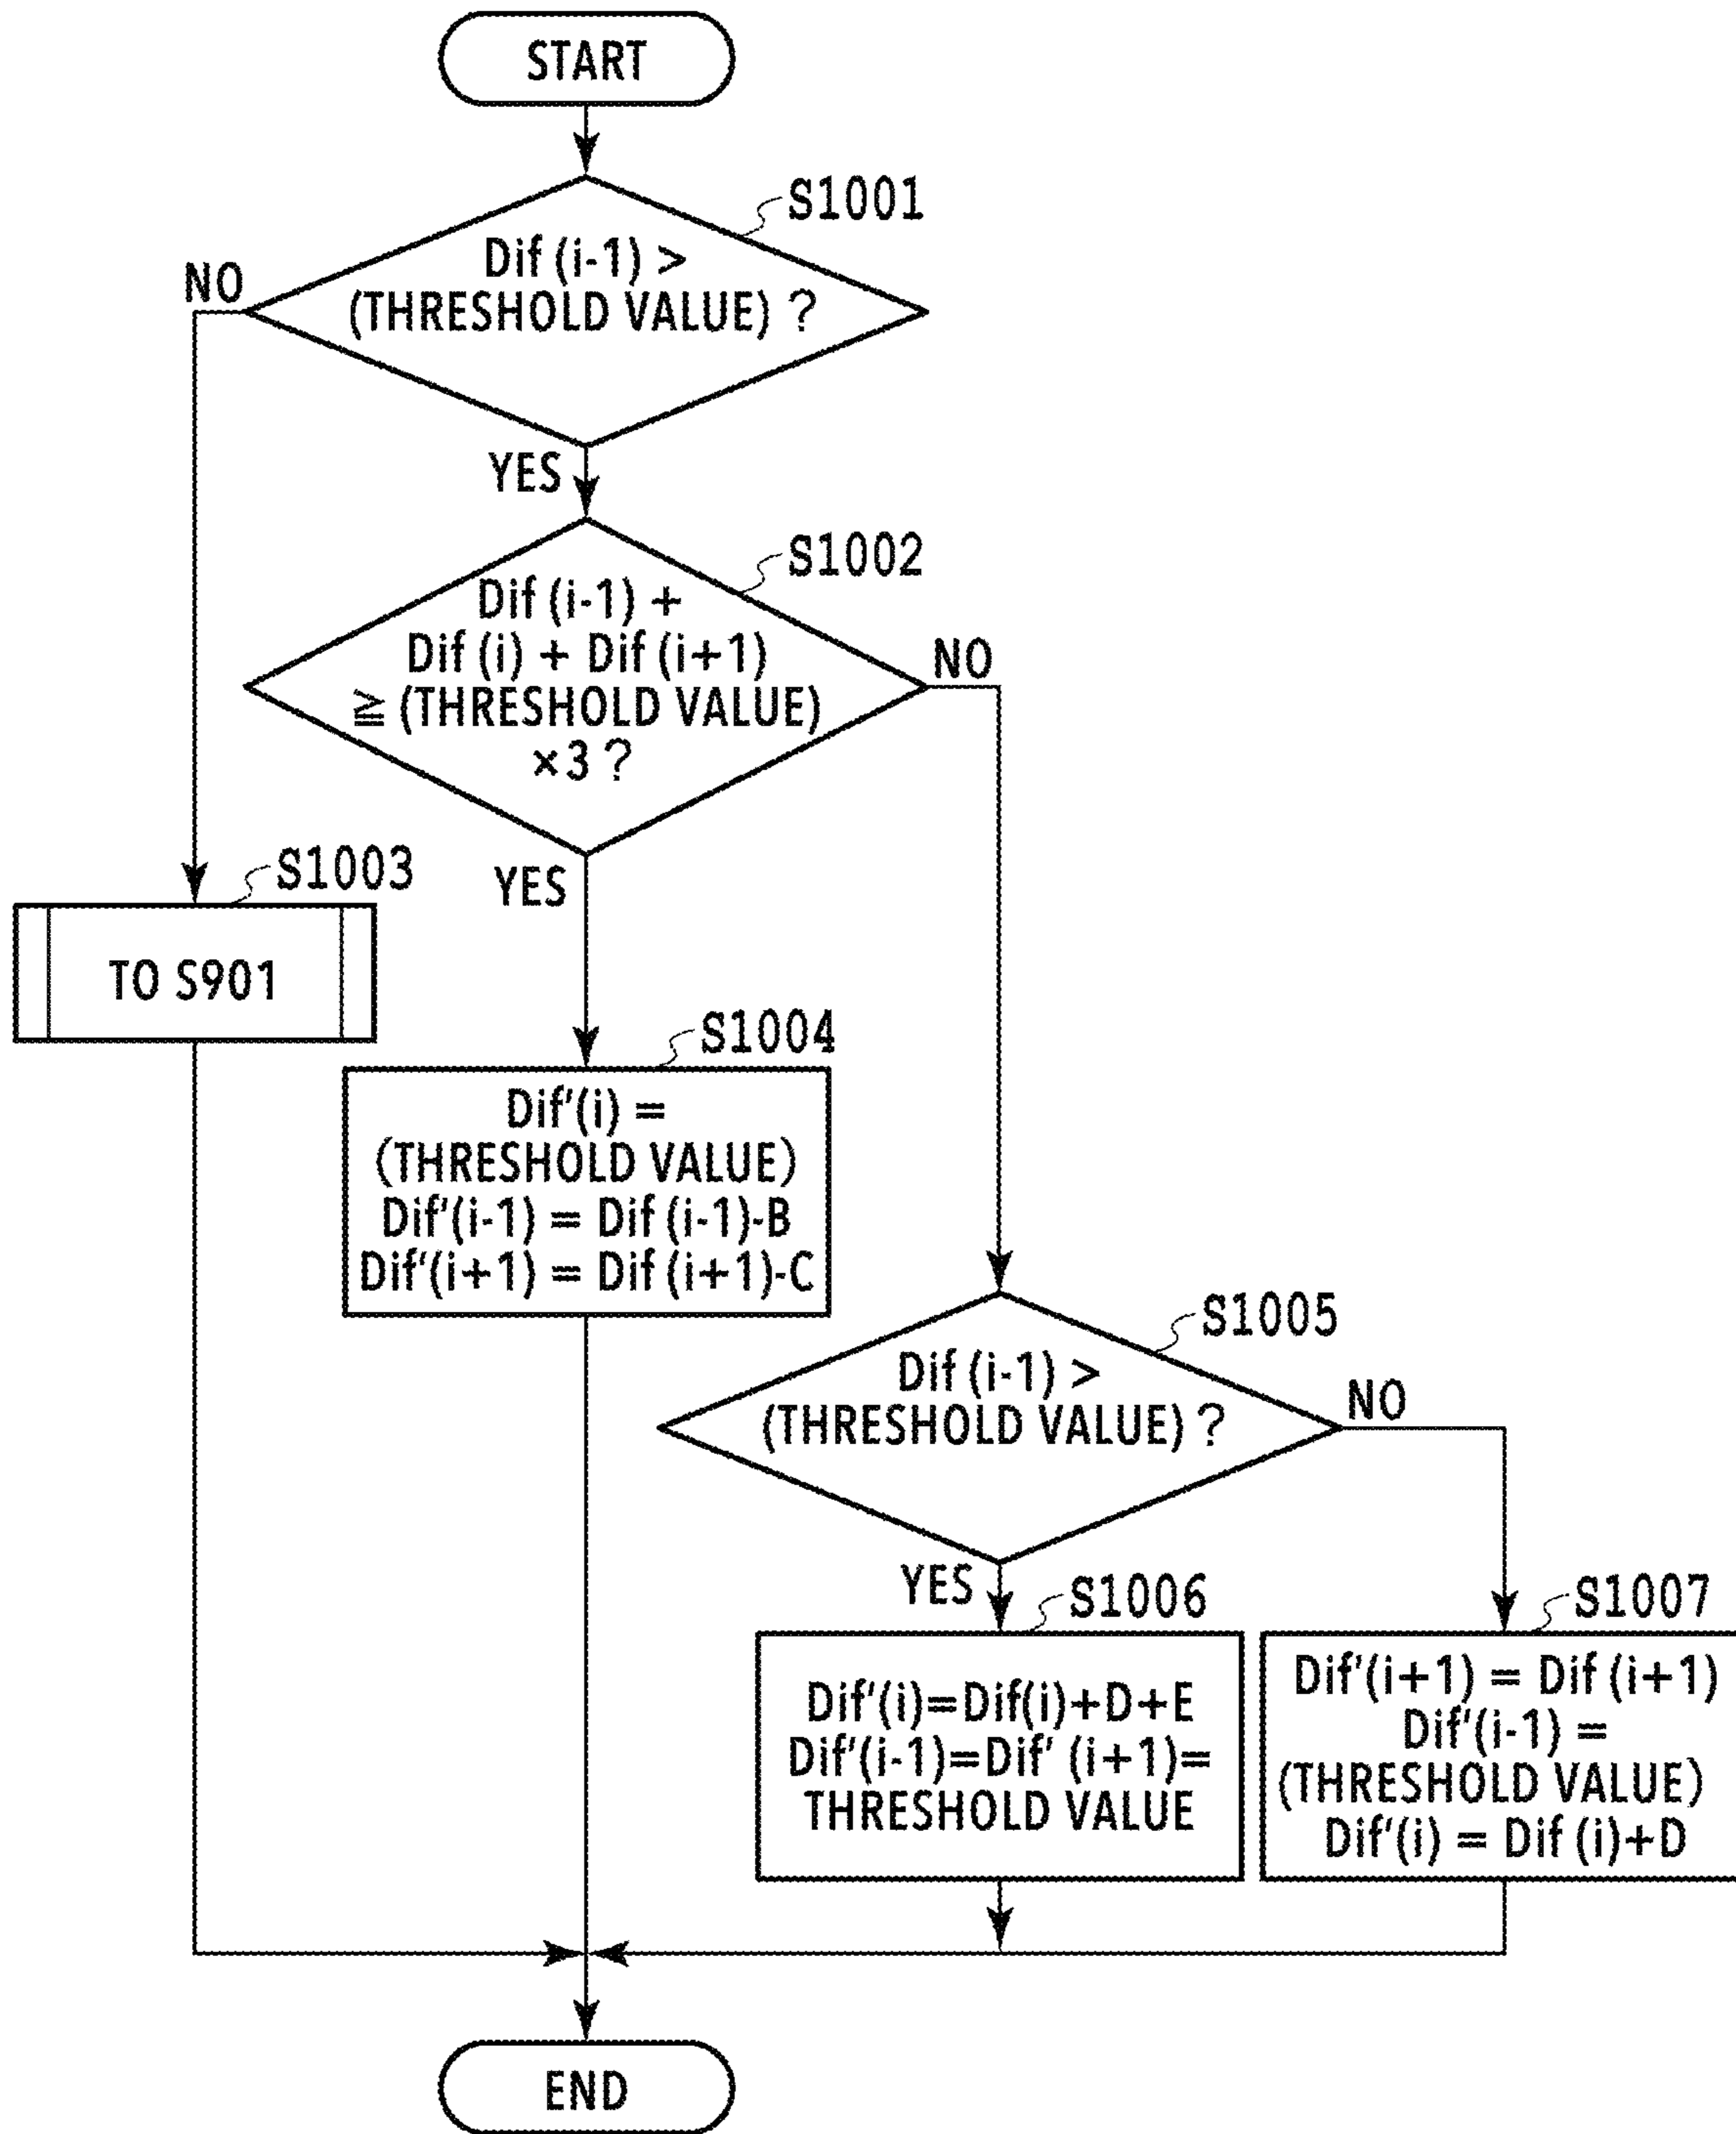 START
S1001
Dif (i-1) >
(THRESHOLD VALUE) ?
NO
YES
S1002
Dif (i-1) +
Dif (i) + Dif (i+1)
≧ (THRESHOLD VALUE)
×3 ?
NO
YES
S1003
TO S901
S1004
Dif'(i) =
(THRESHOLD VALUE)
Dif'(i-1) = Dif (i-1)-B
Dif'(i+1) = Dif (i+1)-C
S1005
Dif (i-1) >
(THRESHOLD VALUE) ?
NO
YES
S1006
Dif'(i)=Dif(i)+D+E
Dif'(i-1)=Dif' (i+1)=
THRESHOLD VALUE
S1007
Dif'(i+1) = Dif (i+1)
Dif'(i-1) =
(THRESHOLD VALUE)
Dif'(i) = Dif (i)+D
END